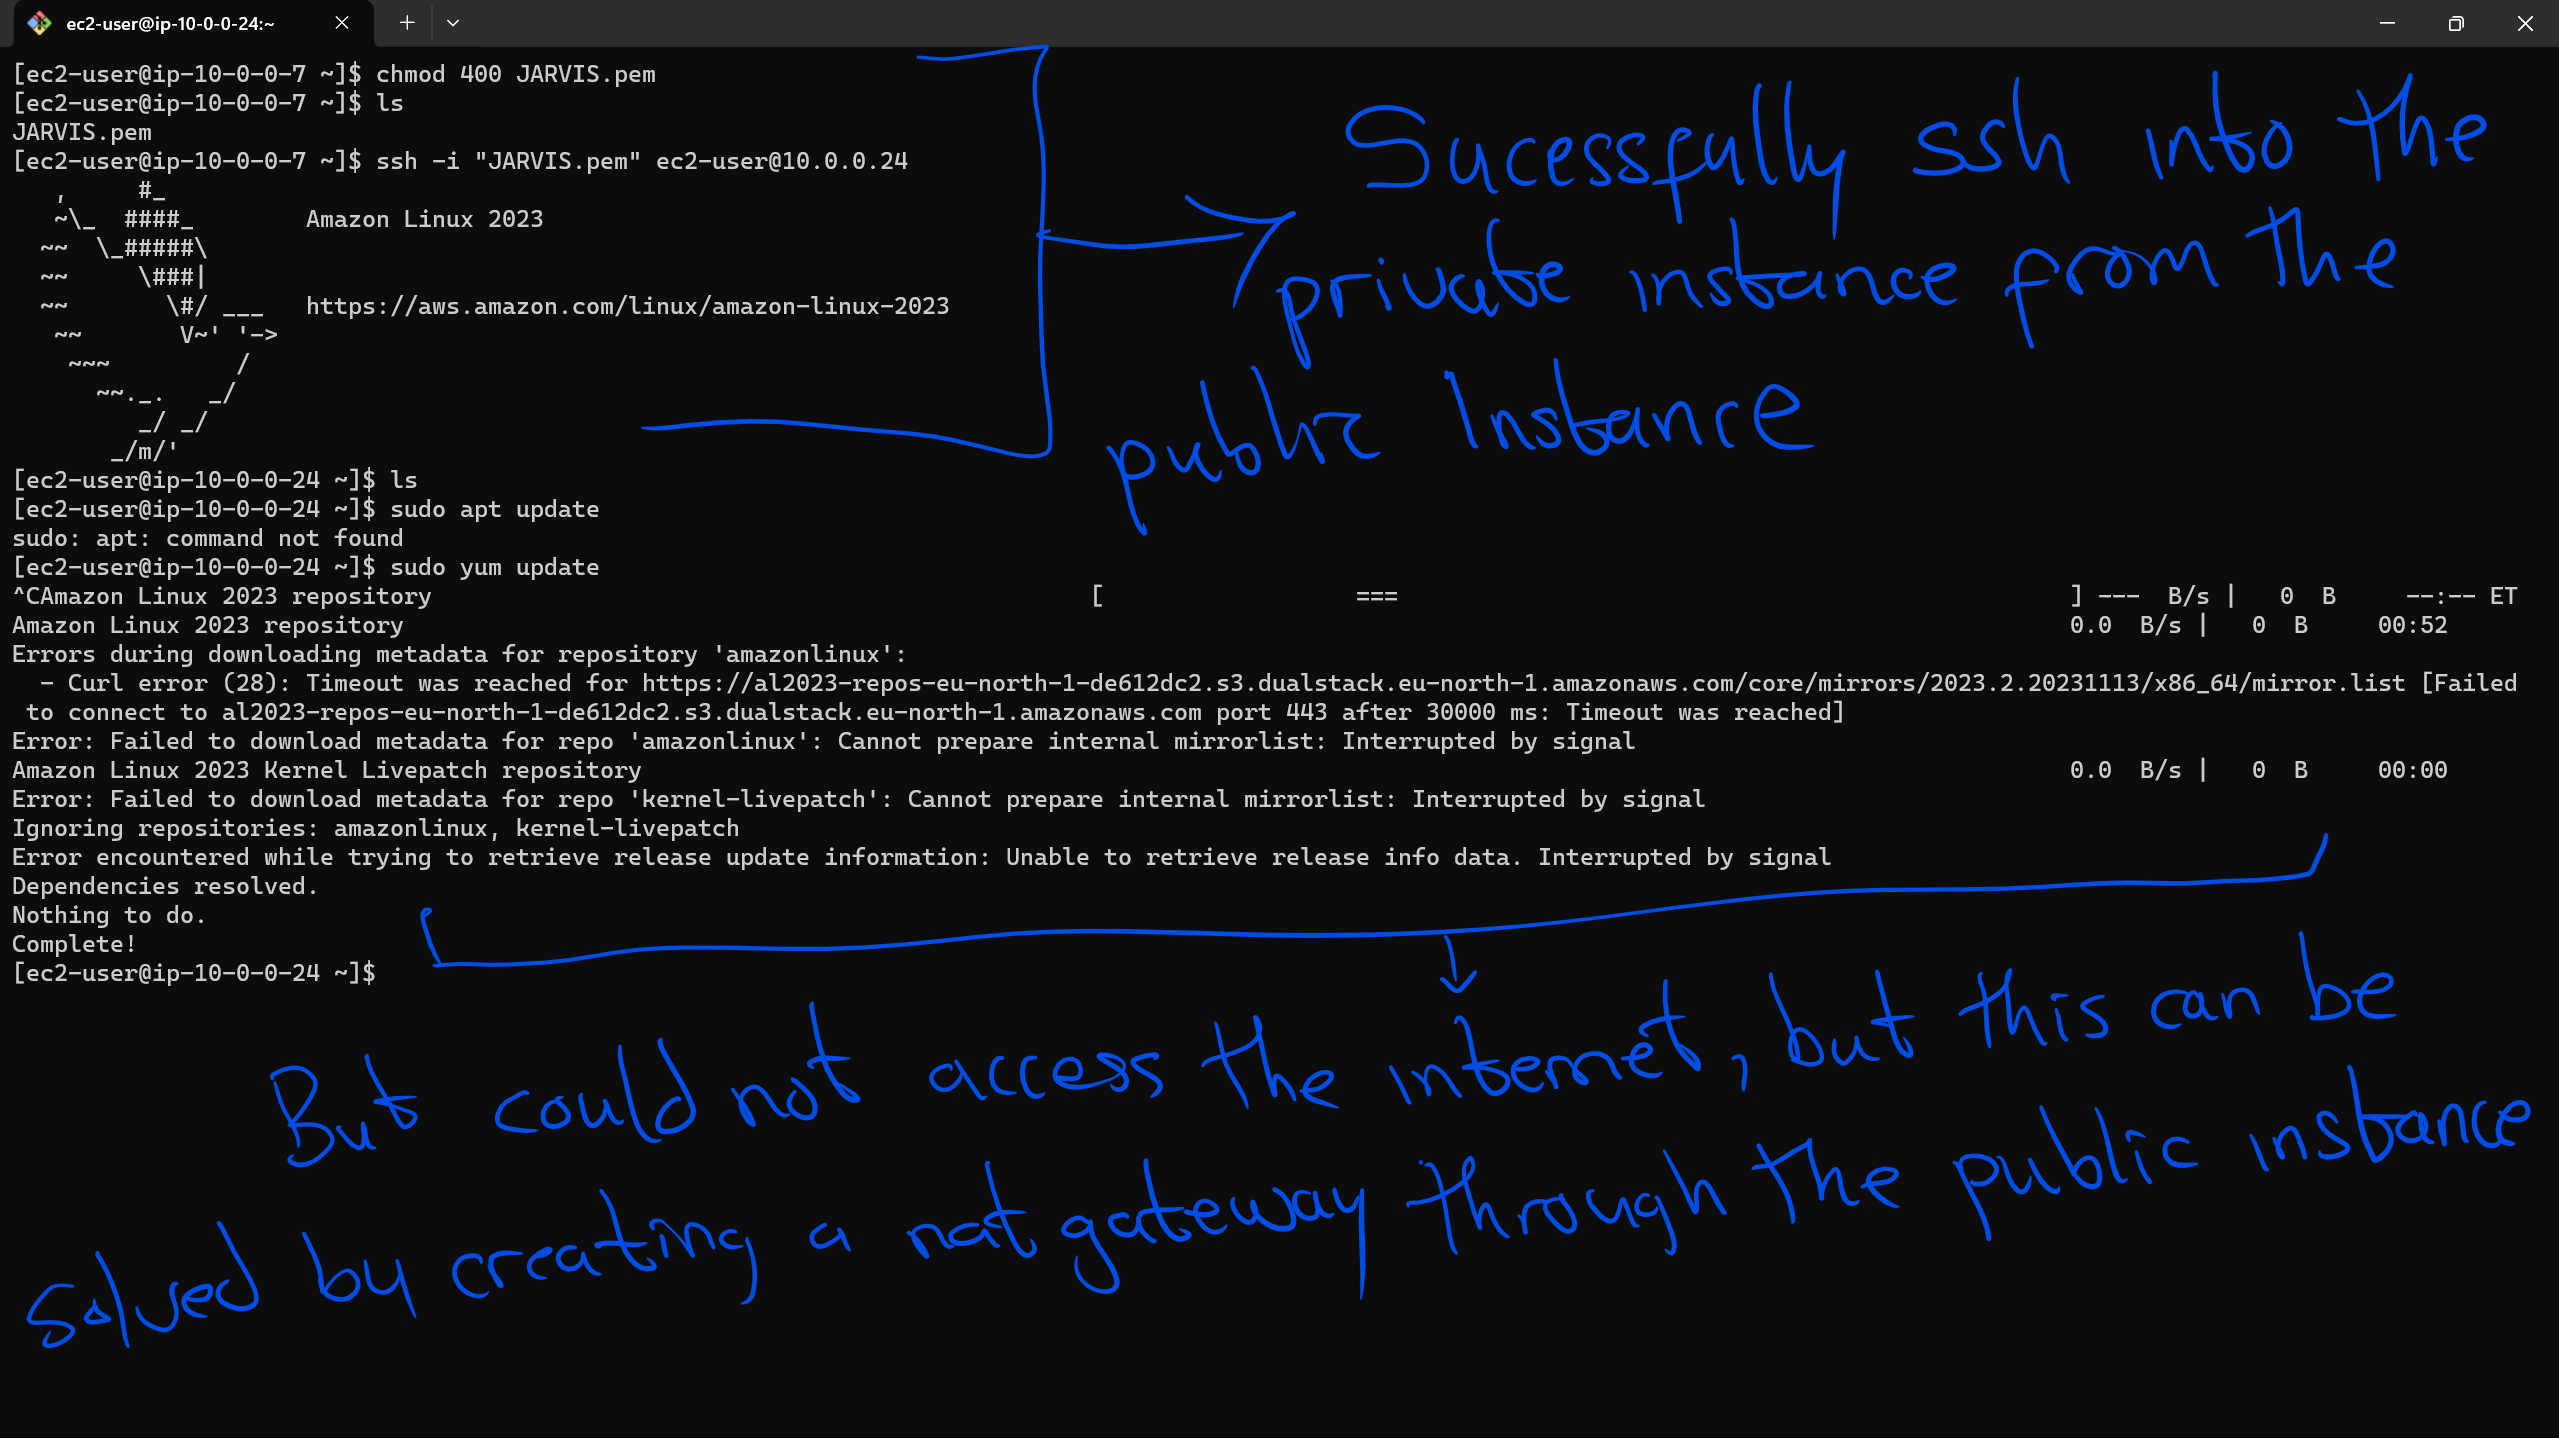 ec2-user@ip-10-0-0-24:~
[ec2-user@ip-10-0-0-7 ~]$ chmod 400 JARVIS.pem
[ec2-user@ip-10-0-0-7 ~]$ ls
JARVIS.pem
[ec2-user@ip-10-0-0-7 ~]$ ssh -i "JARVIS.pem" ec2-user@10.0.0.24
   ,     #_
   ~\_  ####_        Amazon Linux 2023
  ~~  \_#####\
  ~~     \###|
  ~~       \#/ ___   https://aws.amazon.com/linux/amazon-linux-2023
   ~~       V~' '->
    ~~~         /
      ~~._.   _/
         _/ _/
       _/m/'
Sucessfully ssh into the
private instance from the
public Instance
[ec2-user@ip-10-0-0-24 ~]$ ls
[ec2-user@ip-10-0-0-24 ~]$ sudo apt update
sudo: apt: command not found
[ec2-user@ip-10-0-0-24 ~]$ sudo yum update
^CAmazon Linux 2023 repository [ === ] --- B/s | 0 B --:-- ET
Amazon Linux 2023 repository 0.0 B/s | 0 B 00:52
Errors during downloading metadata for repository 'amazonlinux':
  - Curl error (28): Timeout was reached for https://al2023-repos-eu-north-1-de612dc2.s3.dualstack.eu-north-1.amazonaws.com/core/mirrors/2023.2.20231113/x86_64/mirror.list [Failed
 to connect to al2023-repos-eu-north-1-de612dc2.s3.dualstack.eu-north-1.amazonaws.com port 443 after 30000 ms: Timeout was reached]
Error: Failed to download metadata for repo 'amazonlinux': Cannot prepare internal mirrorlist: Interrupted by signal
Amazon Linux 2023 Kernel Livepatch repository 0.0 B/s | 0 B 00:00
Error: Failed to download metadata for repo 'kernel-livepatch': Cannot prepare internal mirrorlist: Interrupted by signal
Ignoring repositories: amazonlinux, kernel-livepatch
Error encountered while trying to retrieve release update information: Unable to retrieve release info data. Interrupted by signal
Dependencies resolved.
Nothing to do.
Complete!
[ec2-user@ip-10-0-0-24 ~]$
But could not access the internet, but this can be
solved by creating a nat gateway through the public instance